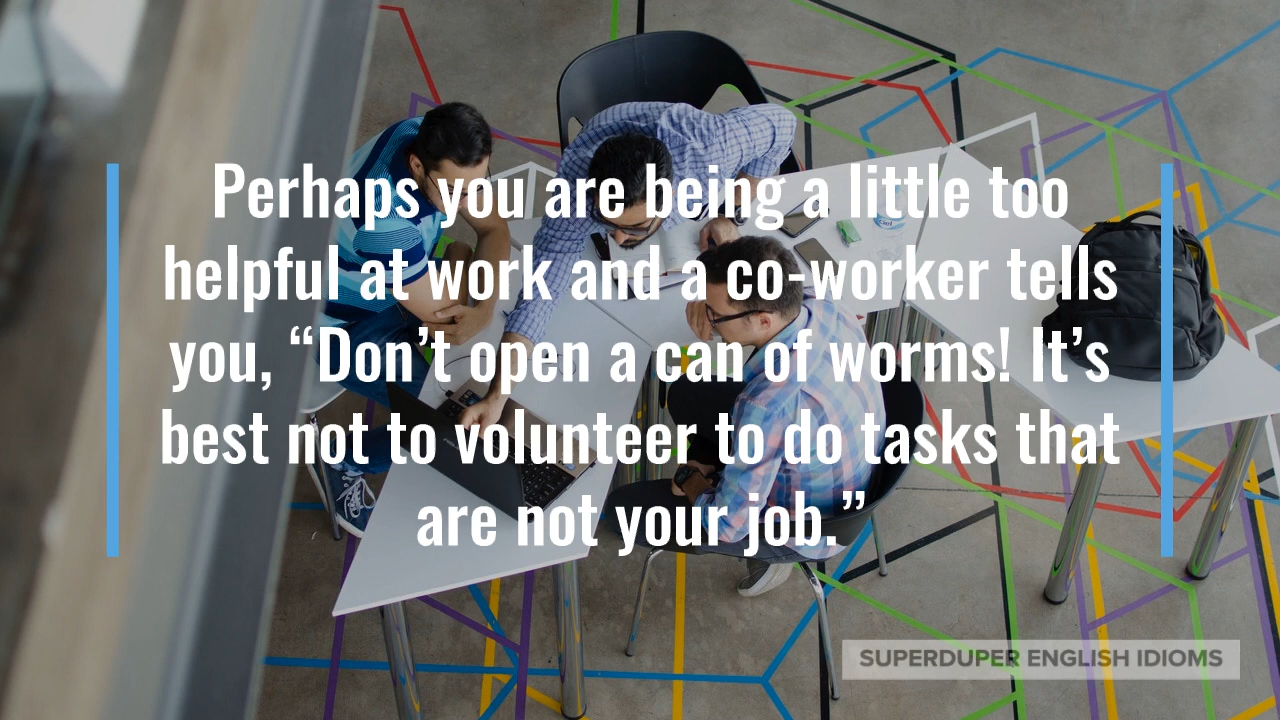 Perhaps you are being a little too
helpful at work and a co-worker tells
you, “Don’t open a can of worms! It’s
best not to volunteer to do tasks that
are not your job.”
SUPERDUPER ENGLISH IDIOMS